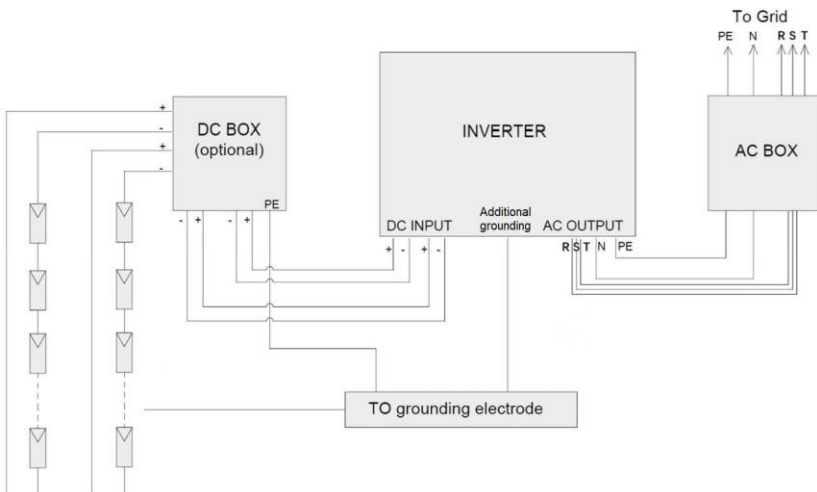 To Grid
PE N R S T
+
-
+
-
DC BOX
(optional)
PE
- + - +
INVERTER
DC INPUT
+ - + -
Additional
grounding
AC OUTPUT
R S T N PE
AC BOX
TO grounding electrode